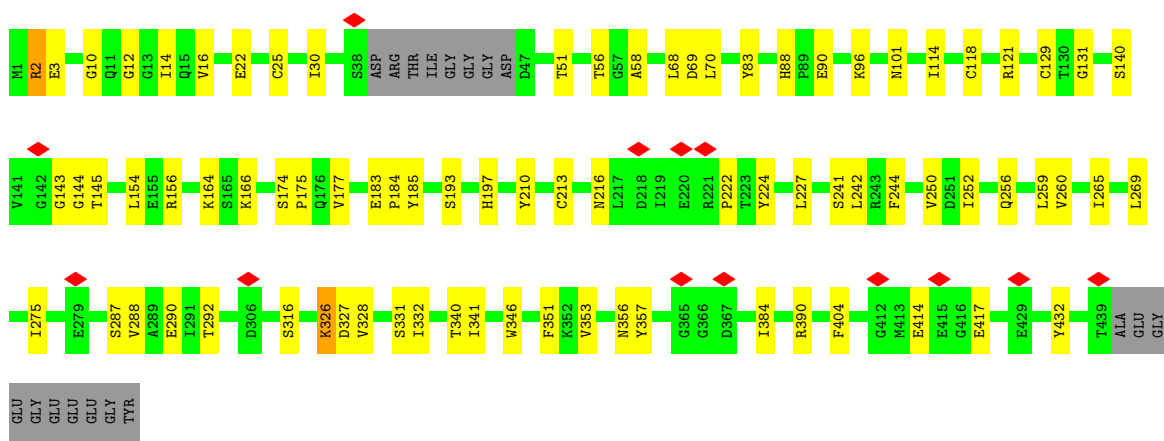 M1 R2 E3 G10 Q11 G12 G13 I14 Q15 V16 E22 C25 I30 S38 ASP ARG THR ILE GLY GLY GLY ASP D47 T51 T56 G57 A58 L68 D69 L70 Y83 H88 P89 E90 K96 N101 I114 C118 R121 C129 T130 G131 S140
V141 G142 G143 G144 T145 L154 E155 R156 K164 S165 K166 S174 P175 Q176 V177 E183 P184 Y185 S193 H197 Y210 C213 N216 L217 D218 I219 E220 R221 P222 T223 Y224 L227 S241 L242 R243 F244 V250 D251 I252 Q256 L259 V260 I265 L269
I275 E279 S287 V288 A289 E290 I291 T292 D306 S316 K326 D327 V328 S331 I332 T340 I341 W346 F351 K352 V353 N356 Y357 G365 G366 D367 I384 R390 F404 G412 M413 E414 E415 G416 E417 E429 Y432 T439 ALA GLU GLY
GLU GLY GLU GLU GLU GLY TYR